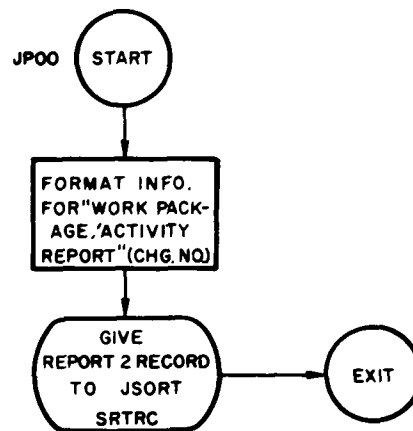 JP00
START
FORMAT INFO.
FOR "WORK PACK-
AGE,'ACTIVITY
REPORT" (CHG. NO.)
GIVE
REPORT 2 RECORD
TO JSORT
SRTRC
EXIT